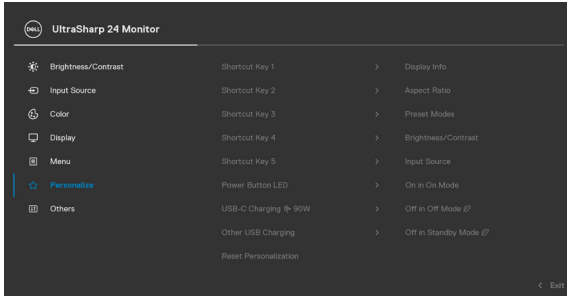 DELL UltraSharp 24 Monitor
Brightness/Contrast Shortcut Key 1 > Display Info
Input Source Shortcut Key 2 > Aspect Ratio
Color Shortcut Key 3 > Preset Modes
Display Shortcut Key 4 > Brightness/Contrast
Menu Shortcut Key 5 > Input Source
Personalize Power Button LED > On in On Mode
Others USB-C Charging 90W > Off in Off Mode
Other USB Charging > Off in Standby Mode
Reset Personalization
< Exit